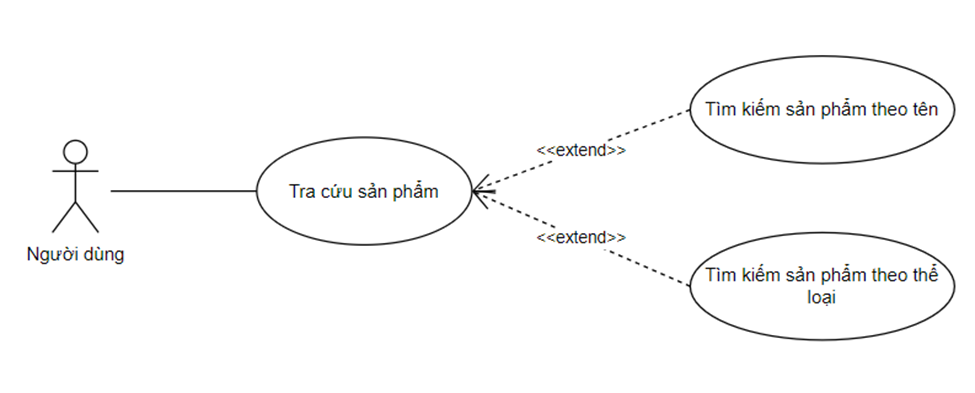 Người dùng
Tra cứu sản phẩm
<<extend>>
<<extend>>
Tìm kiếm sản phẩm theo tên
Tìm kiếm sản phẩm theo thể
loại